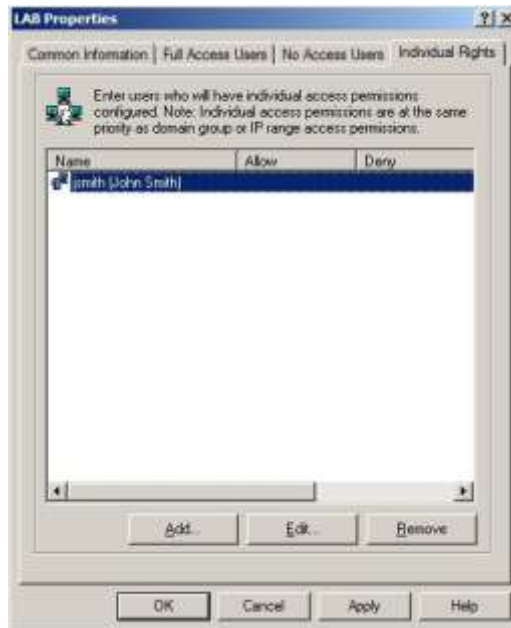 LAB Properties
Common Information | Full Access Users | No Access Users | Individual Rights
Enter users who will have individual access permissions
configured. Note: Individual access permissions are at the same
priority as domain group or IP range access permissions.
Name Allow Deny
jsmith (John Smith)
Add... Edit... Remove
OK Cancel Apply Help